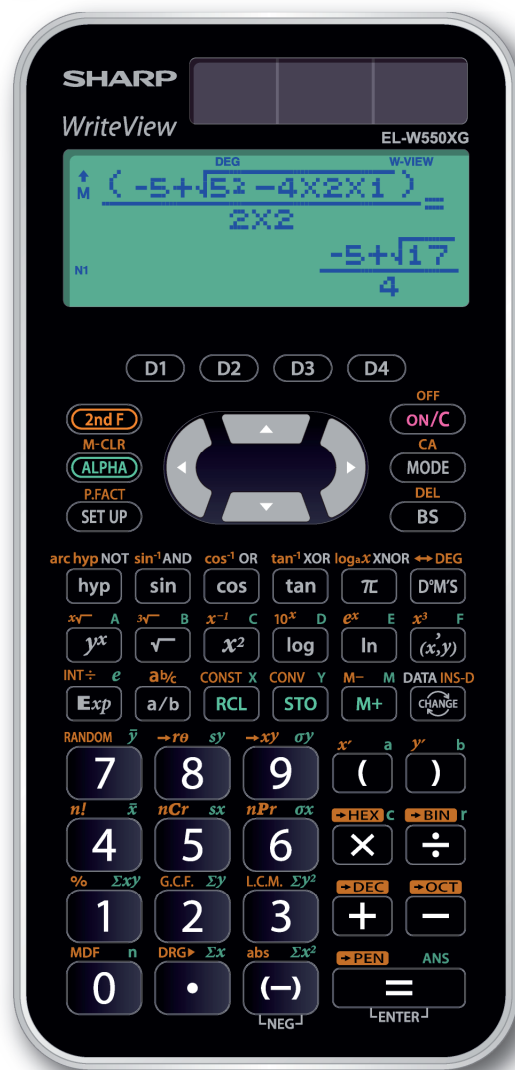 SHARP
WriteView
EL-W550XG
DEG W-VIEW
M (-5+√5²-4×2×1)
=
2×2
-5+√17
N1
4
D1 D2 D3 D4
OFF
2nd F ON/C
M-CLR CA
ALPHA MODE
P.FACT DEL
SET UP BS
arc hyp NOT sin⁻¹ AND cos⁻¹ OR tan⁻¹ XOR logₐx XNOR ↔DEG
hyp sin cos tan π D°M'S
ˣ√ A ³√ B x⁻¹ C 10ˣ D eˣ E x³ F
yˣ √ x² log ln (x,y)
INT÷ e ab/c CONST X CONV Y M− M DATA INS-D
Exp a/b RCL STO M+ CHANGE
RANDOM ȳ →rθ sy →xy σy x′ a y′ b
7 8 9 ( )
n! x̄ nCr sx nPr σx →HEX c →BIN r
4 5 6 × ÷
% Σxy G.C.F. Σy L.C.M. Σy² →DEC →OCT
1 2 3 + −
MDF n DRG▶ Σx abs Σx² →PEN ANS
0 • (−) =
NEG ENTER